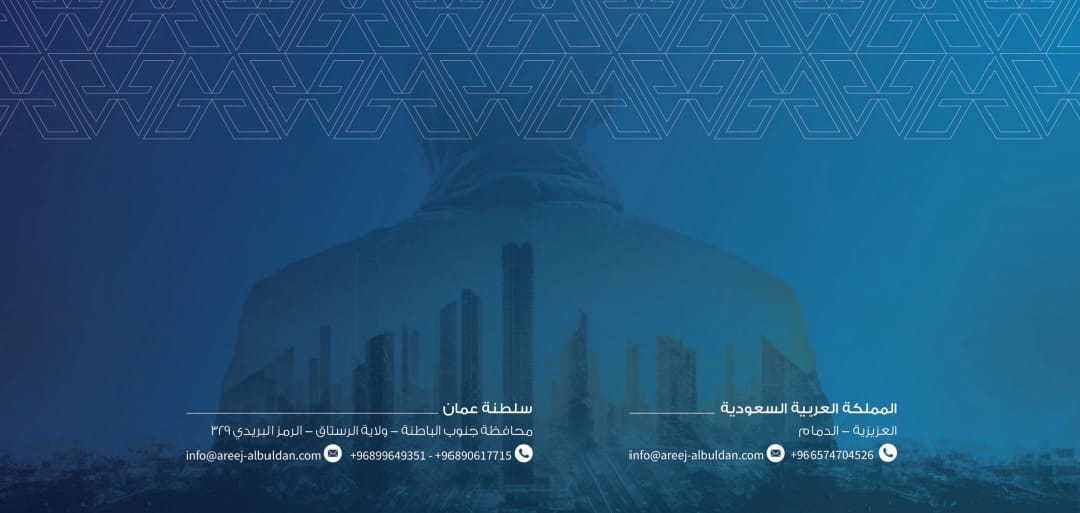 المملكة العربية السعودية
العزيزية – الدمام
+966574704526
info@areej-albuldan.com
سلطنة عمان
محافظة جنوب الباطنة – ولاية الرستاق – الرمز البريدي ٣٢٩
+96899649351 - +96890617715
info@areej-albuldan.com